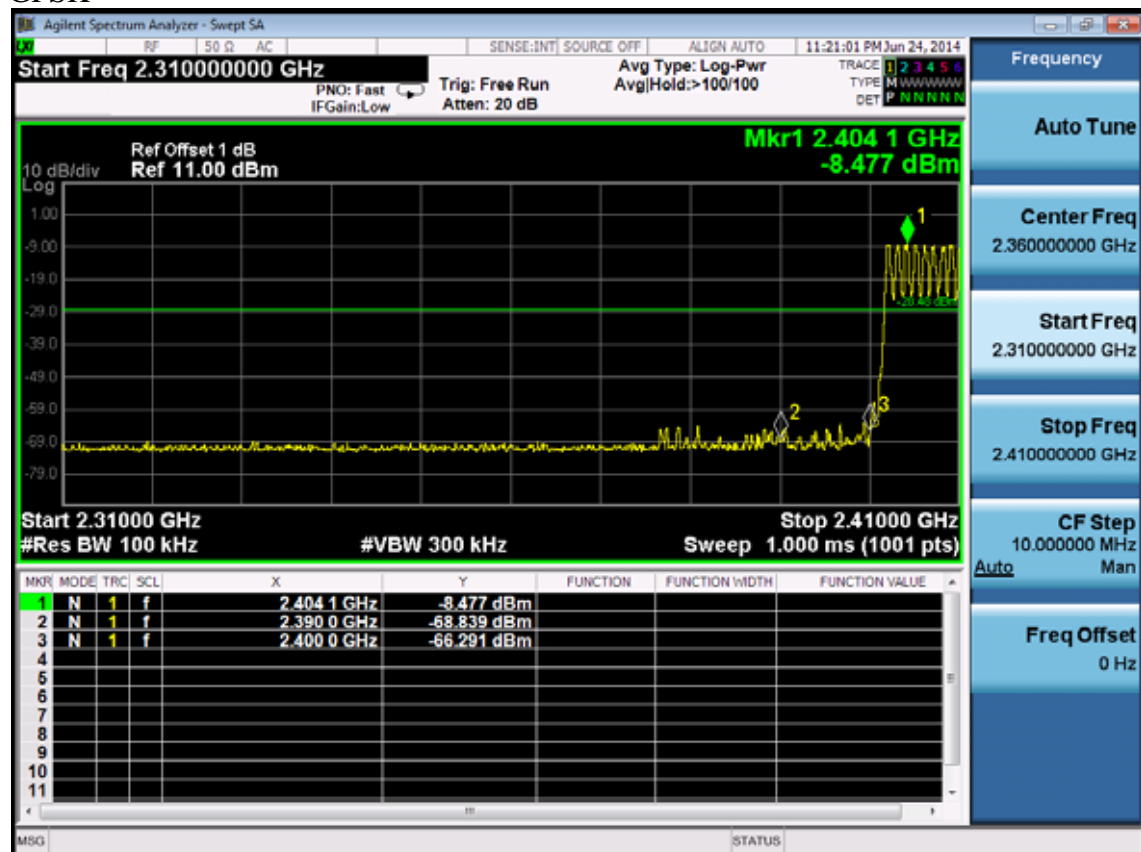 Agilent Spectrum Analyzer - Swept SA
RF 50 Ω AC SENSE:INT SOURCE OFF ALIGN AUTO 11:21:01 PM Jun 24, 2014
Start Freq 2.310000000 GHz
PNO: Fast
IFGain:Low
Trig: Free Run
Atten: 20 dB
Avg Type: Log-Pwr
Avg|Hold:>100/100
TRACE 1 2 3 4 5 6
TYPE M WWWWW
DET P N N N N N
Mkr1 2.404 1 GHz
-8.477 dBm
Ref Offset 1 dB
10 dB/div Ref 11.00 dBm
Log
1.00
-9.00
-19.0
-29.0
-39.0
-49.0
-59.0
-69.0
-79.0
1
2
3
-28.48 dBm
Start 2.31000 GHz Stop 2.41000 GHz
#Res BW 100 kHz #VBW 300 kHz Sweep 1.000 ms (1001 pts)
MKR MODE TRC SCL X Y FUNCTION FUNCTION WIDTH FUNCTION VALUE
1 N 1 f 2.404 1 GHz -8.477 dBm
2 N 1 f 2.390 0 GHz -68.839 dBm
3 N 1 f 2.400 0 GHz -66.291 dBm
4
5
6
7
8
9
10
11
MSG STATUS
Frequency
Auto Tune
Center Freq
2.360000000 GHz
Start Freq
2.310000000 GHz
Stop Freq
2.410000000 GHz
CF Step
10.000000 MHz
Auto Man
Freq Offset
0 Hz